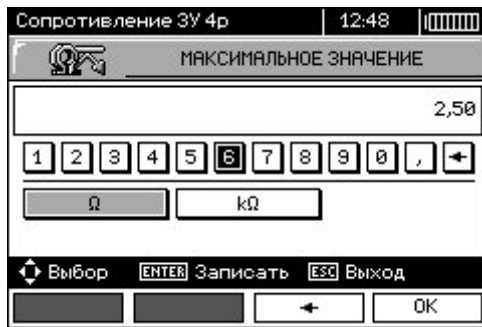 Сопротивление ЗУ 4p 12:48
МАКСИМАЛЬНОЕ ЗНАЧЕНИЕ
2,50
1 2 3 4 5 6 7 8 9 0 , ←
Ω kΩ
Выбор ENTER Записать ESC Выход
← OK